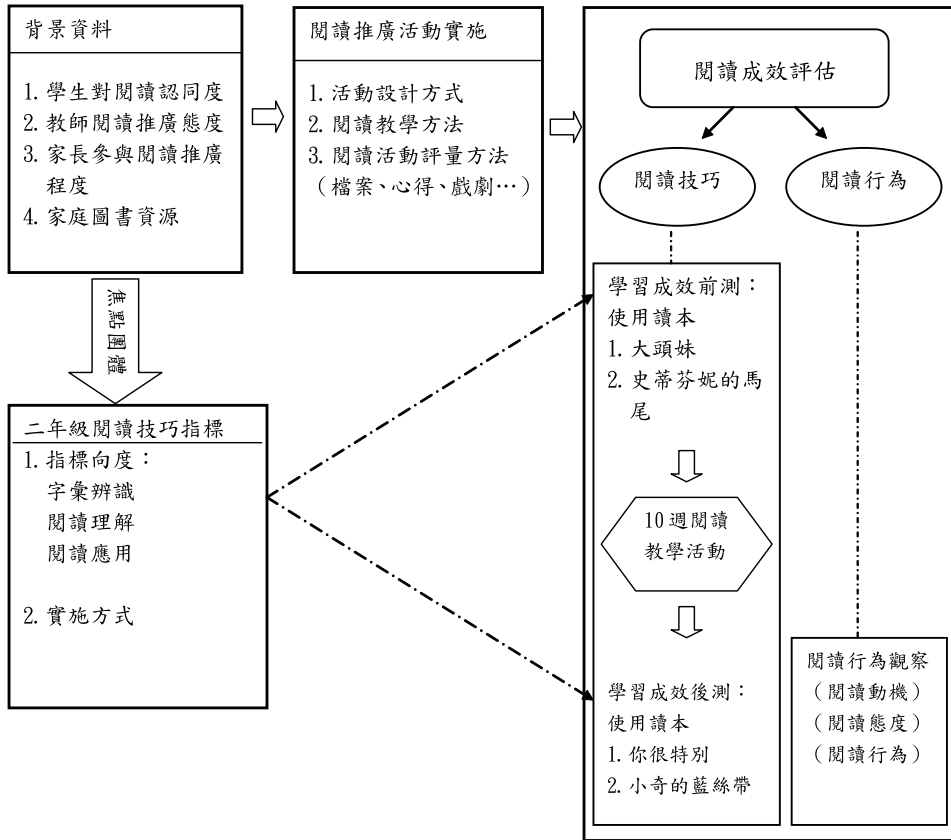 背景資料
1. 學生對閱讀認同度
2. 教師閱讀推廣態度
3. 家長參與閱讀推廣
程度
4. 家庭圖書資源
閱讀推廣活動實施
1. 活動設計方式
2. 閱讀教學方法
3. 閱讀活動評量方法
（檔案、心得、戲劇…）
閱讀成效評估
閱讀技巧
閱讀行為
焦點團體
二年級閱讀技巧指標
1. 指標向度：
字彙辨識
閱讀理解
閱讀應用
2. 實施方式
學習成效前測：
使用讀本
1. 大頭妹
2. 史蒂芬妮的馬
尾
10週閱讀
教學活動
學習成效後測：
使用讀本
1. 你很特別
2. 小奇的藍絲帶
閱讀行為觀察
（閱讀動機）
（閱讀態度）
（閱讀行為）